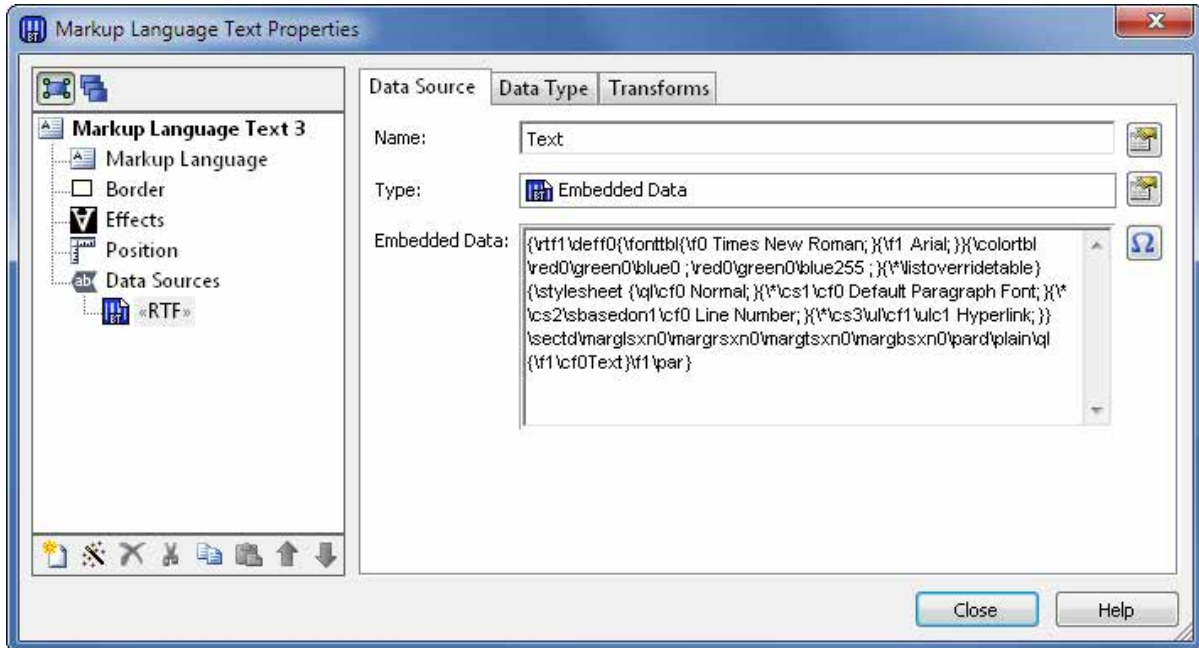 Markup Language Text Properties
Markup Language Text 3
Markup Language
Border
Effects
Position
Data Sources
«RTF»
Data Source
Data Type
Transforms
Name:
Text
Type:
Embedded Data
Embedded Data:
{\rtf1\deff0{\fonttbl{\f0 Times New Roman;}{\f1 Arial;}}{\colortbl
\red0\green0\blue0 ;\red0\green0\blue255 ;}{\*\listoverridetable}
{\stylesheet {\ql\cf0 Normal;}{\*\cs1\cf0 Default Paragraph Font;}{\*
\cs2\sbasedon1\cf0 Line Number;}{\*\cs3\ul\cf1\ulc1 Hyperlink;}}
\sectd\marglsxn0\margrsxn0\margtsxn0\margbsxn0\pard\plain\ql
{\f1\cf0Text}\f1\par}
Close
Help